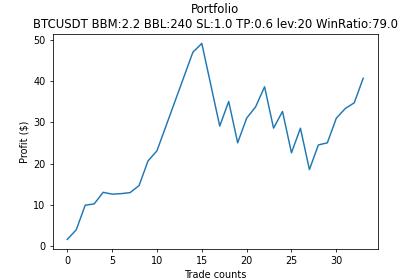 Portfolio
BTCUSDT BBM:2.2 BBL:240 SL:1.0 TP:0.6 lev:20 WinRatio:79.0
50
40
30
20
10
0
Profit ($)
0 5 10 15 20 25 30
Trade counts